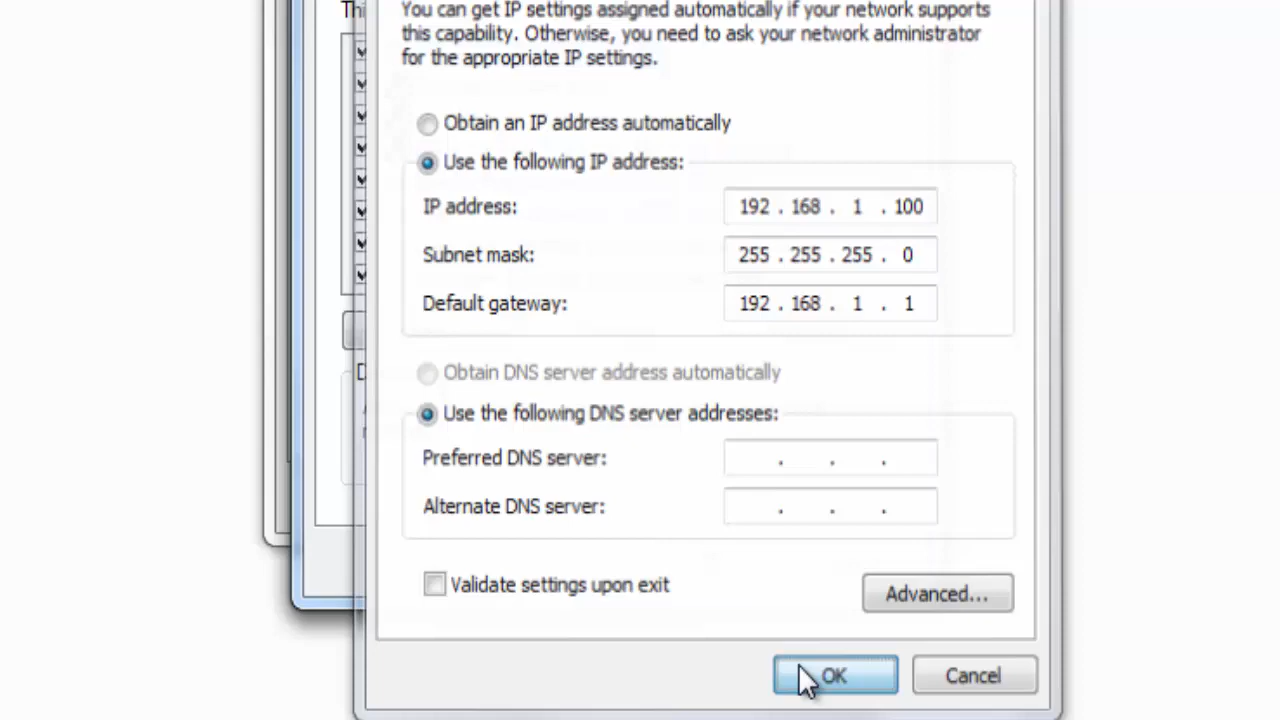 Thi
You can get IP settings assigned automatically if your network supports
this capability. Otherwise, you need to ask your network administrator
for the appropriate IP settings.
Obtain an IP address automatically
Use the following IP address:
IP address: 192 . 168 . 1 . 100
Subnet mask: 255 . 255 . 255 . 0
Default gateway: 192 . 168 . 1 . 1
Obtain DNS server address automatically
Use the following DNS server addresses:
Preferred DNS server: . . .
Alternate DNS server: . . .
Validate settings upon exit
Advanced...
OK Cancel